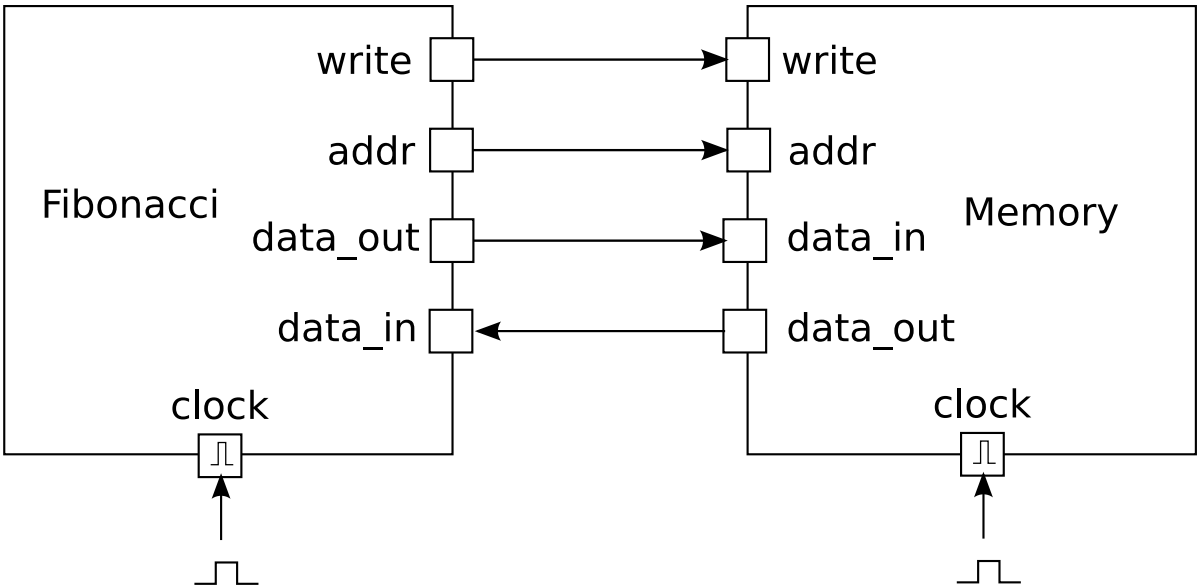 write
addr
Fibonacci
data_out
data_in
clock
write
addr
Memory
data_in
data_out
clock